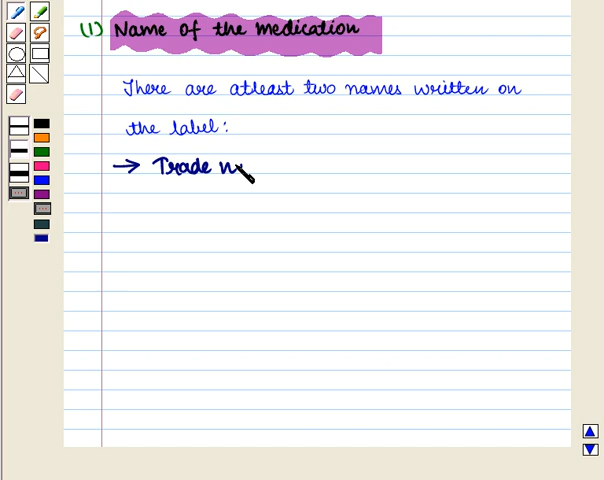 (1) Name of the medication
There are atleast two names written on
the label:
→ Trade